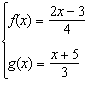 f(x) = (2x − 3)/4
g(x) = (x + 5)/3